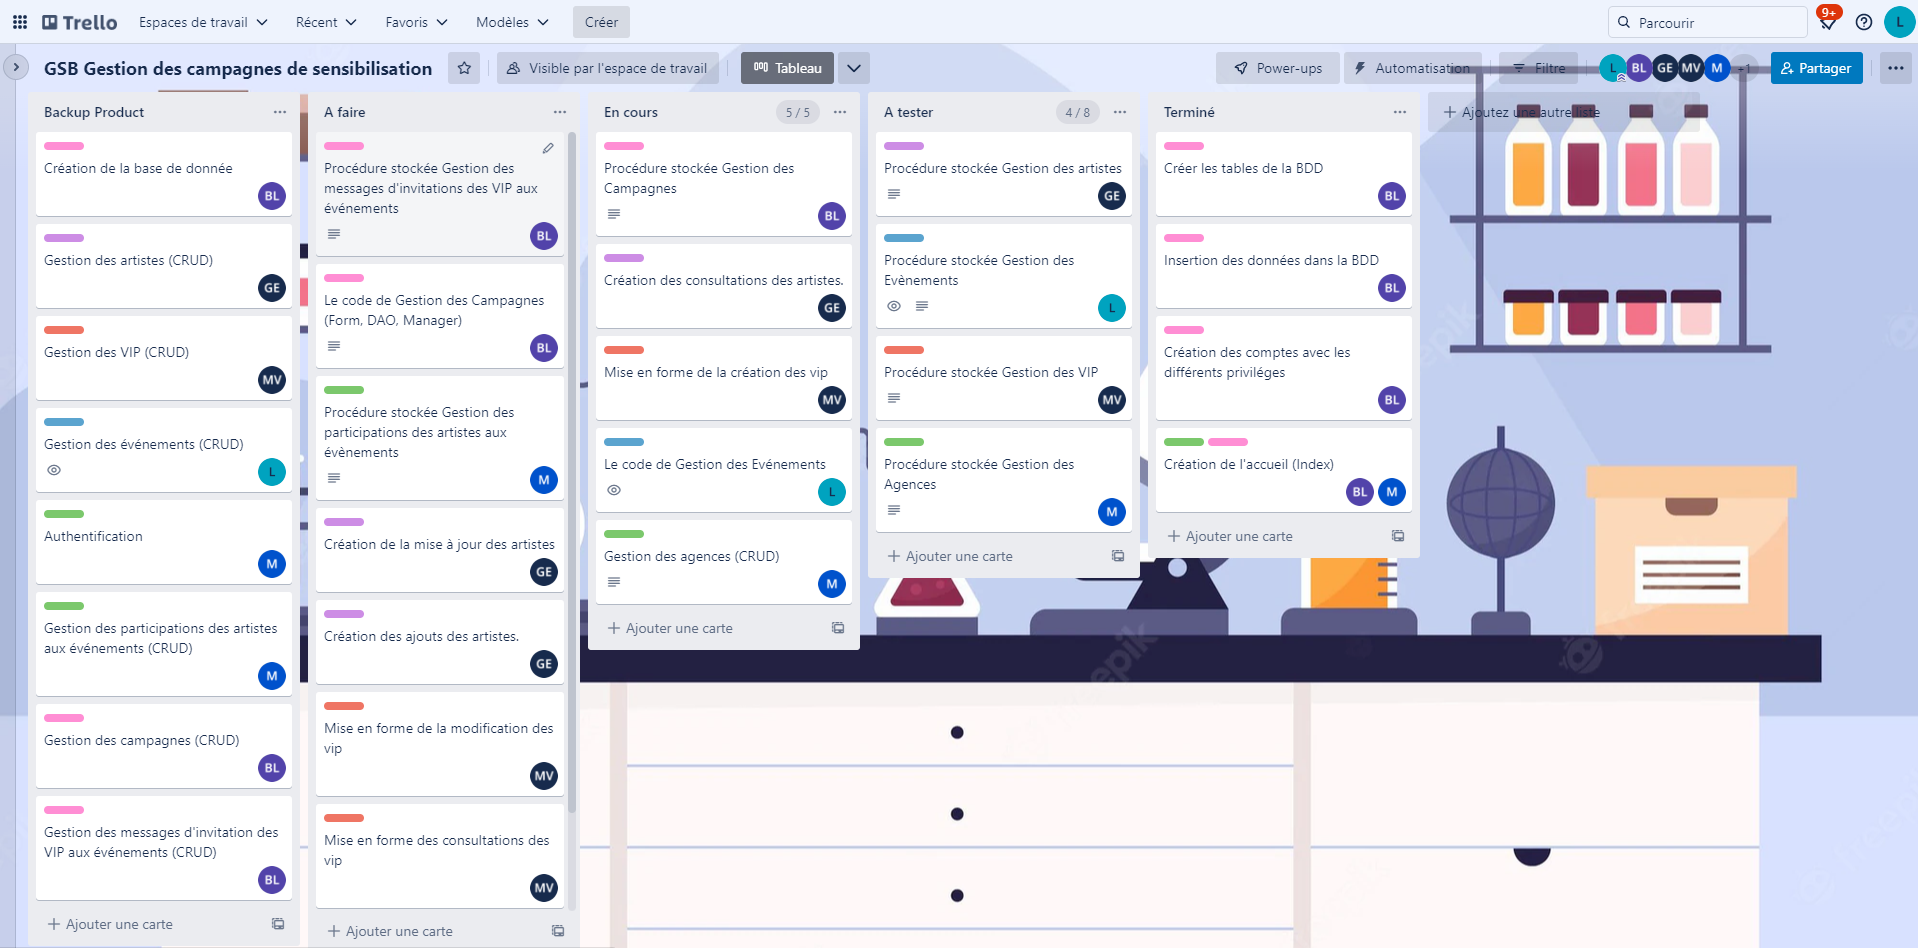 Trello
Espaces de travail
Récent
Favoris
Modèles
Créer
Parcourir
9+
L
GSB Gestion des campagnes de sensibilisation
Visible par l'espace de travail
Tableau
Power-ups
Automatisation
Filtre
L
BL
GE
MV
M
+1
Partager
Backup Product
Création de la base de donnée
BL
Gestion des artistes (CRUD)
GE
Gestion des VIP (CRUD)
MV
Gestion des événements (CRUD)
L
Authentification
M
Gestion des participations des artistes
aux événements (CRUD)
M
Gestion des campagnes (CRUD)
BL
Gestion des messages d'invitation des
VIP aux événements (CRUD)
BL
+ Ajouter une carte
A faire
Procédure stockée Gestion des
messages d'invitations des VIP aux
événements
BL
Le code de Gestion des Campagnes
(Form, DAO, Manager)
BL
Procédure stockée Gestion des
participations des artistes aux
évènements
M
Création de la mise à jour des artistes
GE
Création des ajouts des artistes.
GE
Mise en forme de la modification des
vip
MV
Mise en forme des consultations des
vip
MV
+ Ajouter une carte
En cours
5 / 5
Procédure stockée Gestion des
Campagnes
BL
Création des consultations des artistes.
GE
Mise en forme de la création des vip
MV
Le code de Gestion des Evénements
L
Gestion des agences (CRUD)
M
+ Ajouter une carte
A tester
4 / 8
Procédure stockée Gestion des artistes
GE
Procédure stockée Gestion des
Evènements
L
Procédure stockée Gestion des VIP
MV
Procédure stockée Gestion des
Agences
M
+ Ajouter une carte
Terminé
Créer les tables de la BDD
BL
Insertion des données dans la BDD
BL
Création des comptes avec les
différents priviléges
BL
Création de l'accueil (Index)
BL
M
+ Ajouter une carte
+ Ajoutez une autre liste
freepik